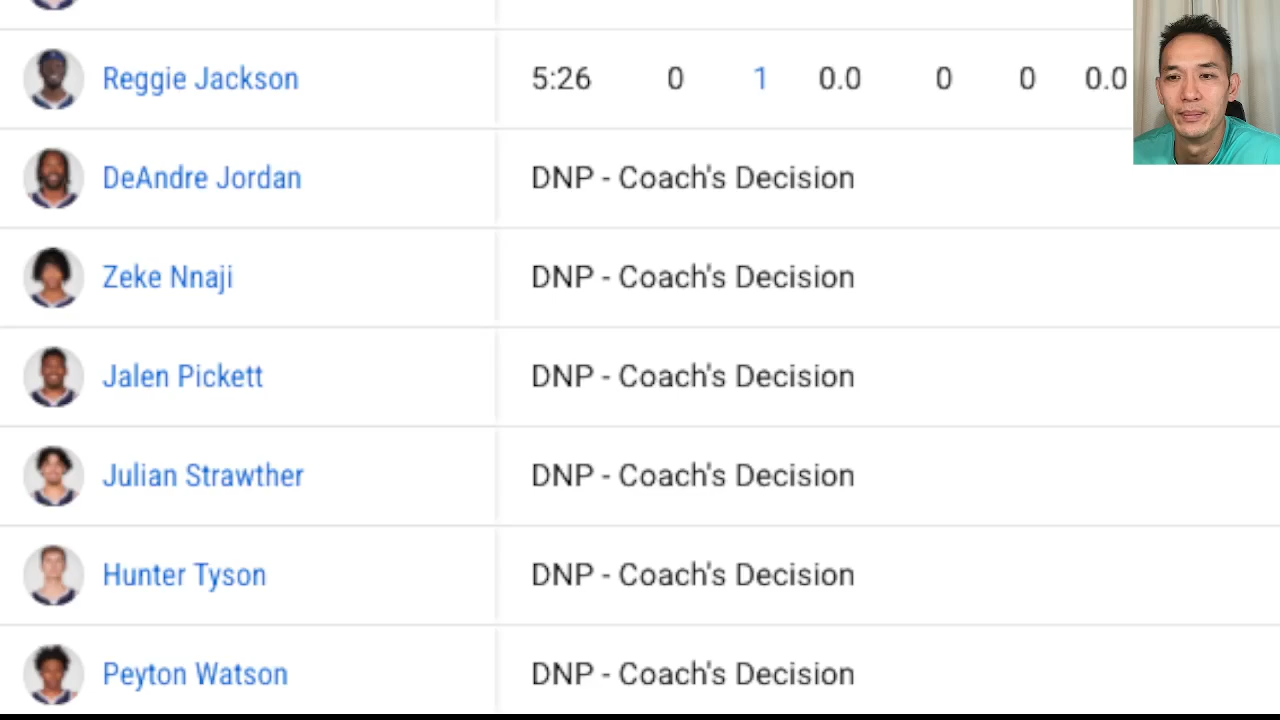 Reggie Jackson 5:26 0 1 0.0 0 0 0.0
DeAndre Jordan DNP - Coach's Decision
Zeke Nnaji DNP - Coach's Decision
Jalen Pickett DNP - Coach's Decision
Julian Strawther DNP - Coach's Decision
Hunter Tyson DNP - Coach's Decision
Peyton Watson DNP - Coach's Decision